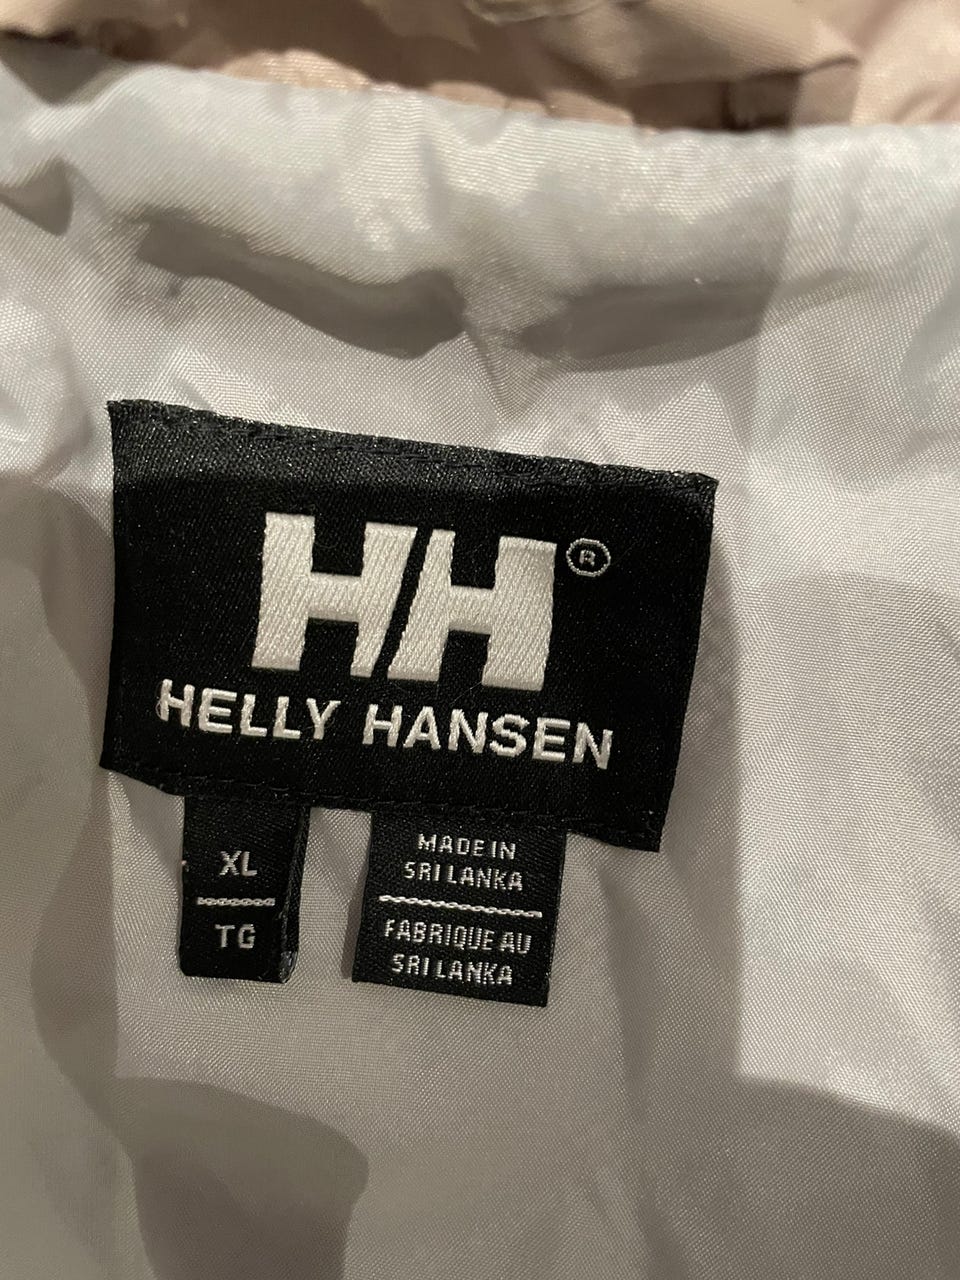 HH®
HELLY HANSEN
XL
TG
MADE IN
SRI LANKA
FABRIQUE AU
SRI LANKA